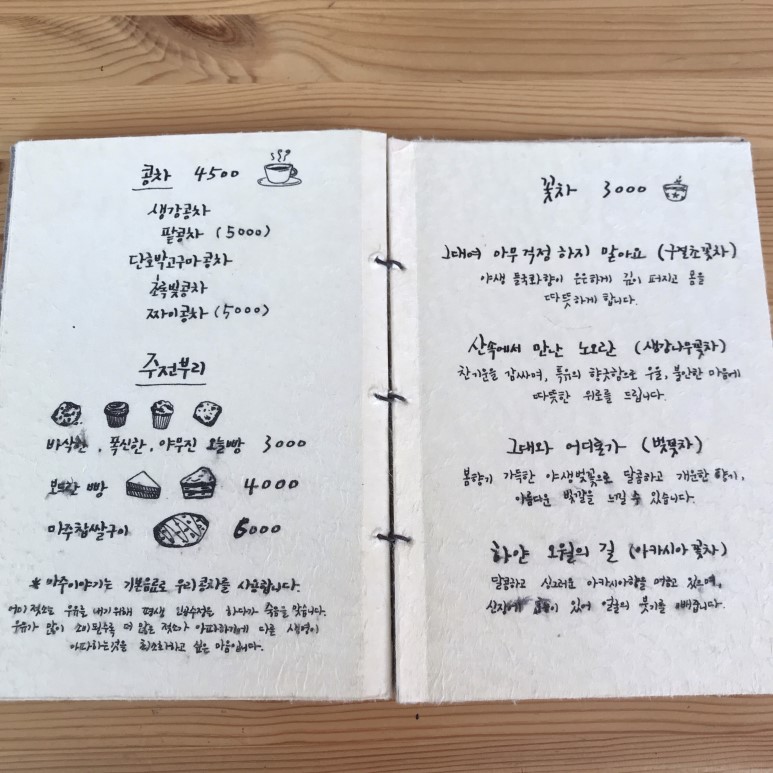 콩차 4500
생강콩차
팥콩차 (5000)
단호박고구마콩차
초록빛콩차
짜이콩차 (5000)
주전부리
바삭한, 폭신한, 야무진 오늘빵 3000
보드란 빵 4000
미주찹쌀구이 6000
* 미주이야기는 기본음료로 우리콩차를 사용합니다.
어미 젖소는 우유를 내기위해 평생 인공수정을 하다가 죽음을 맞습니다.
우유가 많이 소비될수록 더 많은 젖소가 아파하기에 다른 생명이
아파하는것을 최소화하고 싶은 마음입니다.
꽃차 3000
그대여 아무걱정 하지 말아요 (구절초꽃차)
야생 들국화향이 은은하게 깊이 퍼지고 몸을
따뜻하게 합니다.
산속에서 만난 노오란 (생강나무꽃차)
찬기운을 감싸며, 특유의 향긋함으로 우울, 불안한 마음에
따뜻한 위로를 드립니다.
그대와 어디론가 (벚꽃차)
봄향기 가득한 야생벚꽃으로 달콤하고 개운한 향기,
아름다운 빛깔을 느낄 수 있습니다.
하얀 오월의 길 (아카시아 꽃차)
달콤하고 싱그러운 아카시아향을 머금고 있으며,
신장에 있어 얼굴의 붓기를 빼줍니다.